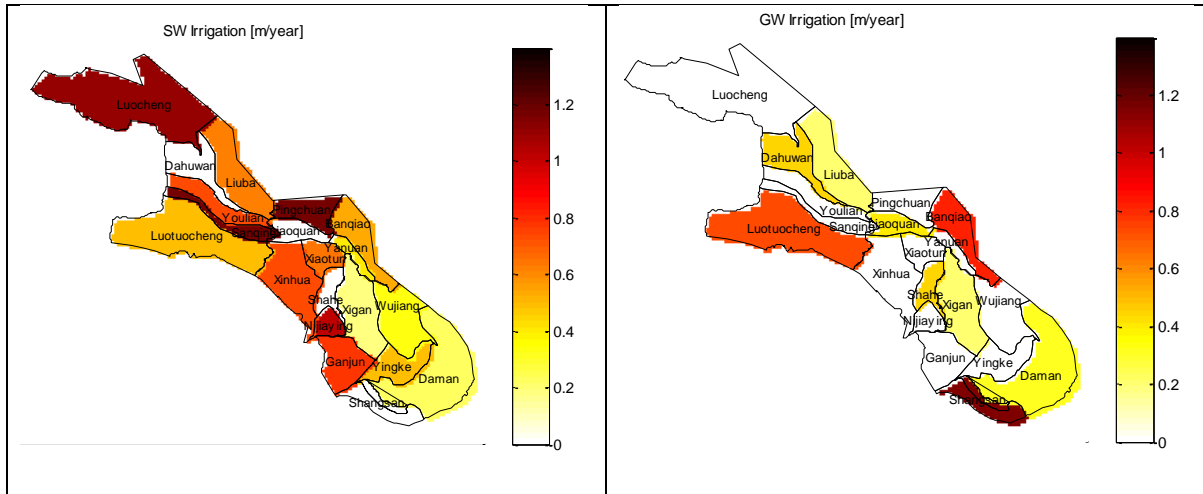 SW Irrigation [m/year]
Luocheng
Dahuwan
Liuba
Youlian
Pingchuan
Banqiao
Luotuocheng
Sanqing
Liaoquan
Yanuan
Xiaotun
Xinhua
Shahe
Xigan
Wujiang
Nijiaying
Ganjun
Yingke
Daman
Shangsan
1.2
1
0.8
0.6
0.4
0.2
0
GW Irrigation [m/year]
Luocheng
Dahuwan
Liuba
Youlian
Pingchuan
Banqiao
Luotuocheng
Sanqing
Liaoquan
Yanuan
Xiaotun
Xinhua
Shahe
Xigan
Wujiang
Nijiaying
Ganjun
Yingke
Daman
Shangsan
1.2
1
0.8
0.6
0.4
0.2
0